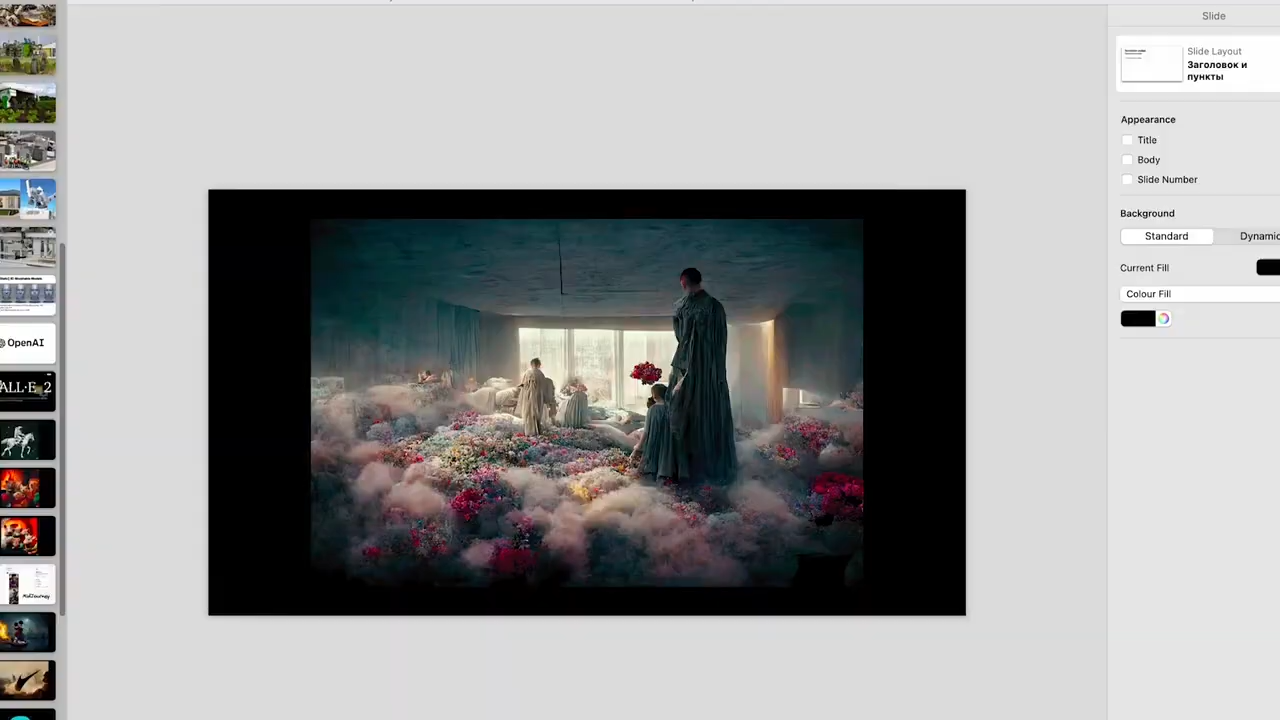 Slide
Slide Layout
Заголовок и
пункты
Appearance
Title
Body
Slide Number
Background
Standard
Dynamic
Current Fill
Colour Fill
OpenAI
ALL·E 2
MidJourney